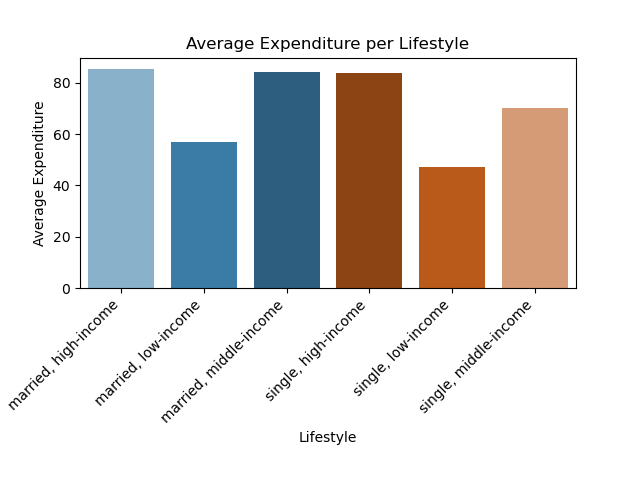 Average Expenditure per Lifestyle
Average Expenditure
80
60
40
20
0
married, high-income
married, low-income
married, middle-income
single, high-income
single, low-income
single, middle-income
Lifestyle